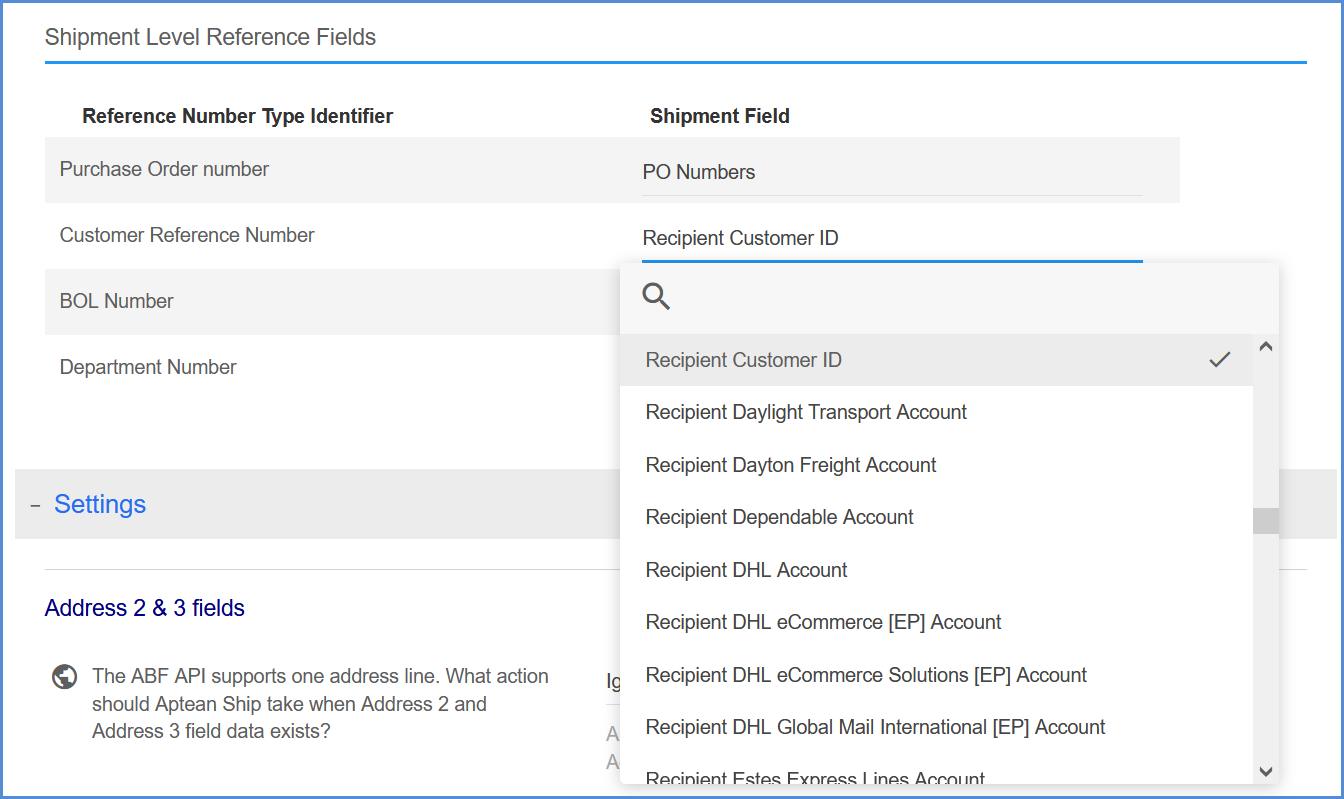 Shipment Level Reference Fields
Reference Number Type Identifier
Shipment Field
Purchase Order number
PO Numbers
Customer Reference Number
Recipient Customer ID
BOL Number
Department Number
Recipient Customer ID
Recipient Daylight Transport Account
Recipient Dayton Freight Account
Recipient Dependable Account
Recipient DHL Account
Recipient DHL eCommerce [EP] Account
Recipient DHL eCommerce Solutions [EP] Account
Recipient DHL Global Mail International [EP] Account
Recipient Estes Express Lines Account
Settings
Address 2 & 3 fields
The ABF API supports one address line. What action
should Aptean Ship take when Address 2 and
Address 3 field data exists?